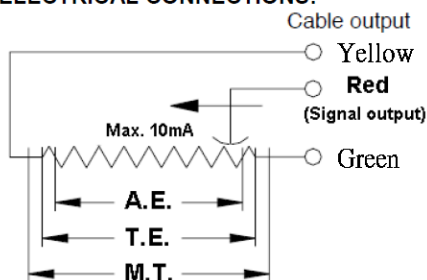 ELECTRICAL CONNECTIONS:
Cable output
Yellow
Red
(Signal output)
Max. 10mA
Green
A.E.
T.E.
M.T.